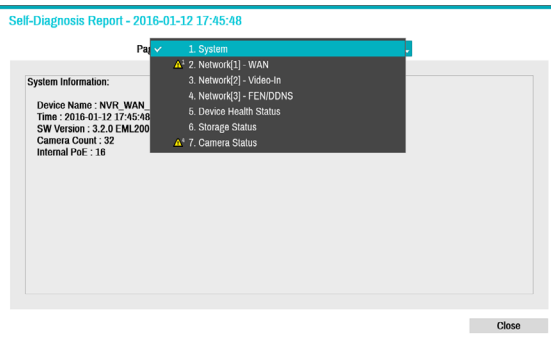 Self-Diagnosis Report - 2016-01-12 17:45:48
1. System
2. Network[1] - WAN
3. Network[2] - Video-In
4. Network[3] - FEN/DDNS
5. Device Health Status
6. Storage Status
7. Camera Status
System Information:
Device Name : NVR_WAN_
Time : 2016-01-12 17:45:48
SW Version : 3.2.0 EML200
Camera Count : 32
Internal PoE : 16
Close